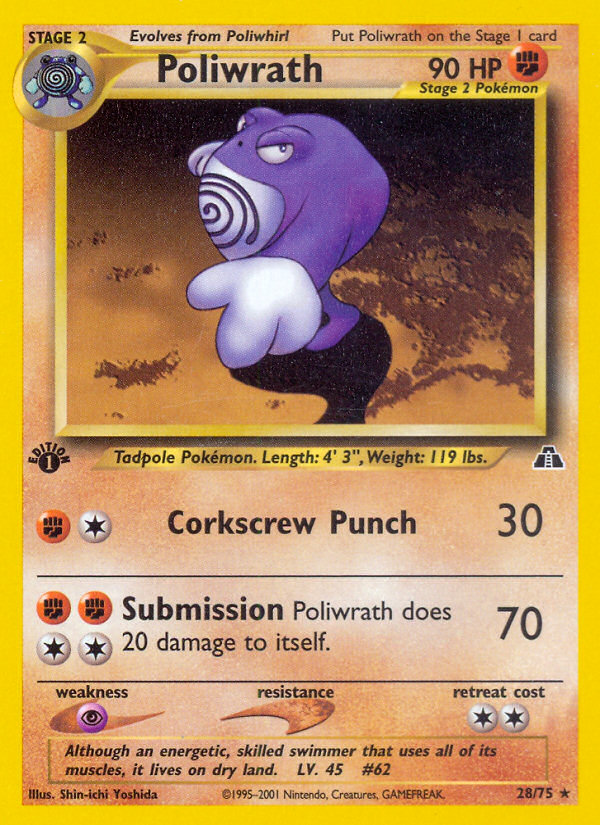 STAGE 2 Evolves from Poliwhirl Put Poliwrath on the Stage 1 card
Poliwrath 90 HP
Stage 2 Pokémon
EDITION
1
Tadpole Pokémon. Length: 4' 3", Weight: 119 lbs.
Corkscrew Punch 30
Submission Poliwrath does
20 damage to itself.
70
weakness resistance retreat cost
Although an energetic, skilled swimmer that uses all of its
muscles, it lives on dry land. LV. 45 #62
Illus. Shin-ichi Yoshida ©1995-2001 Nintendo, Creatures, GAMEFREAK. 28/75 ★